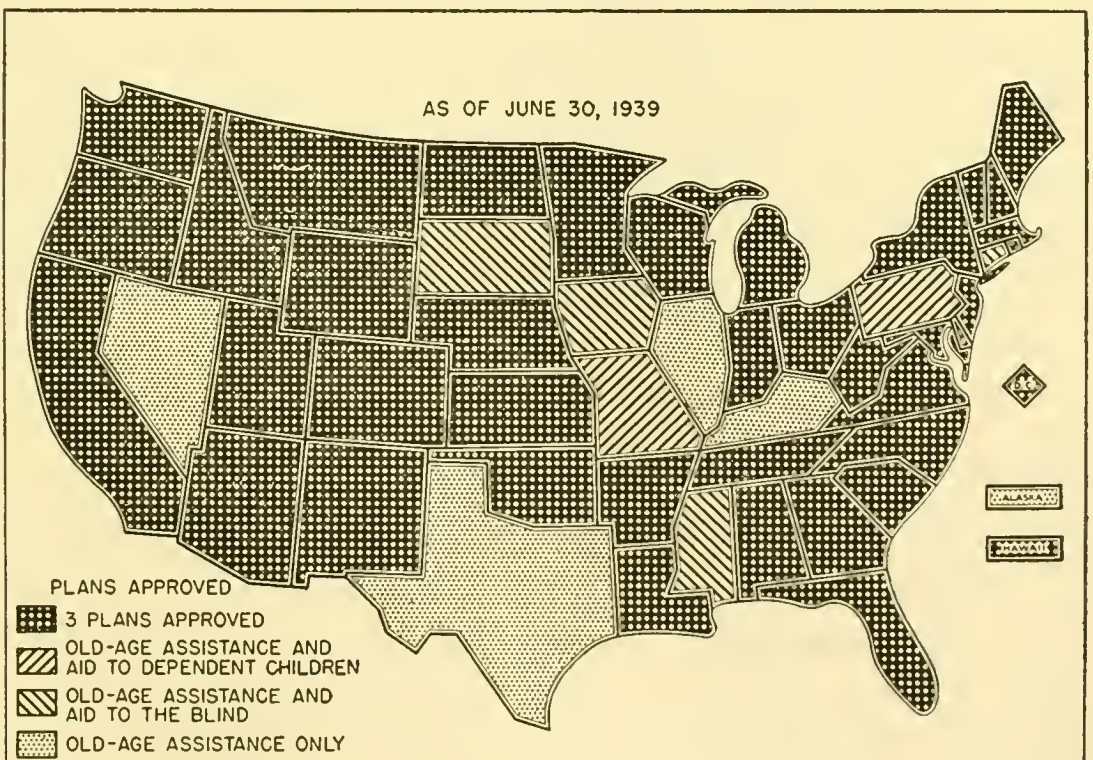 AS OF JUNE 30, 1939
D.C.
ALASKA
HAWAII
PLANS APPROVED
3 PLANS APPROVED
OLD-AGE ASSISTANCE AND
AID TO DEPENDENT CHILDREN
OLD-AGE ASSISTANCE AND
AID TO THE BLIND
OLD-AGE ASSISTANCE ONLY